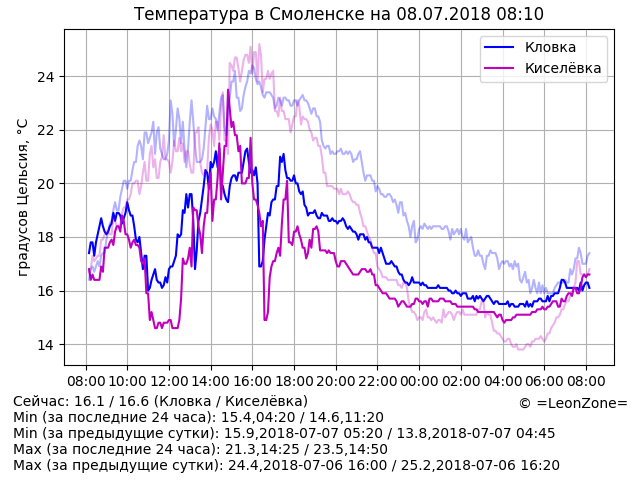 Температура в Смоленске на 08.07.2018 08:10
Кловка
Киселёвка
градусов Цельсия, °C
24
22
20
18
16
14
08:00 10:00 12:00 14:00 16:00 18:00 20:00 22:00 00:00 02:00 04:00 06:00 08:00
© =LeonZone=
Сейчас: 16.1 / 16.6 (Кловка / Киселёвка)
Min (за последние 24 часа): 15.4,04:20 / 14.6,11:20
Min (за предыдущие сутки): 15.9,2018-07-07 05:20 / 13.8,2018-07-07 04:45
Max (за последние 24 часа): 21.3,14:25 / 23.5,14:50
Max (за предыдущие сутки): 24.4,2018-07-06 16:00 / 25.2,2018-07-06 16:20